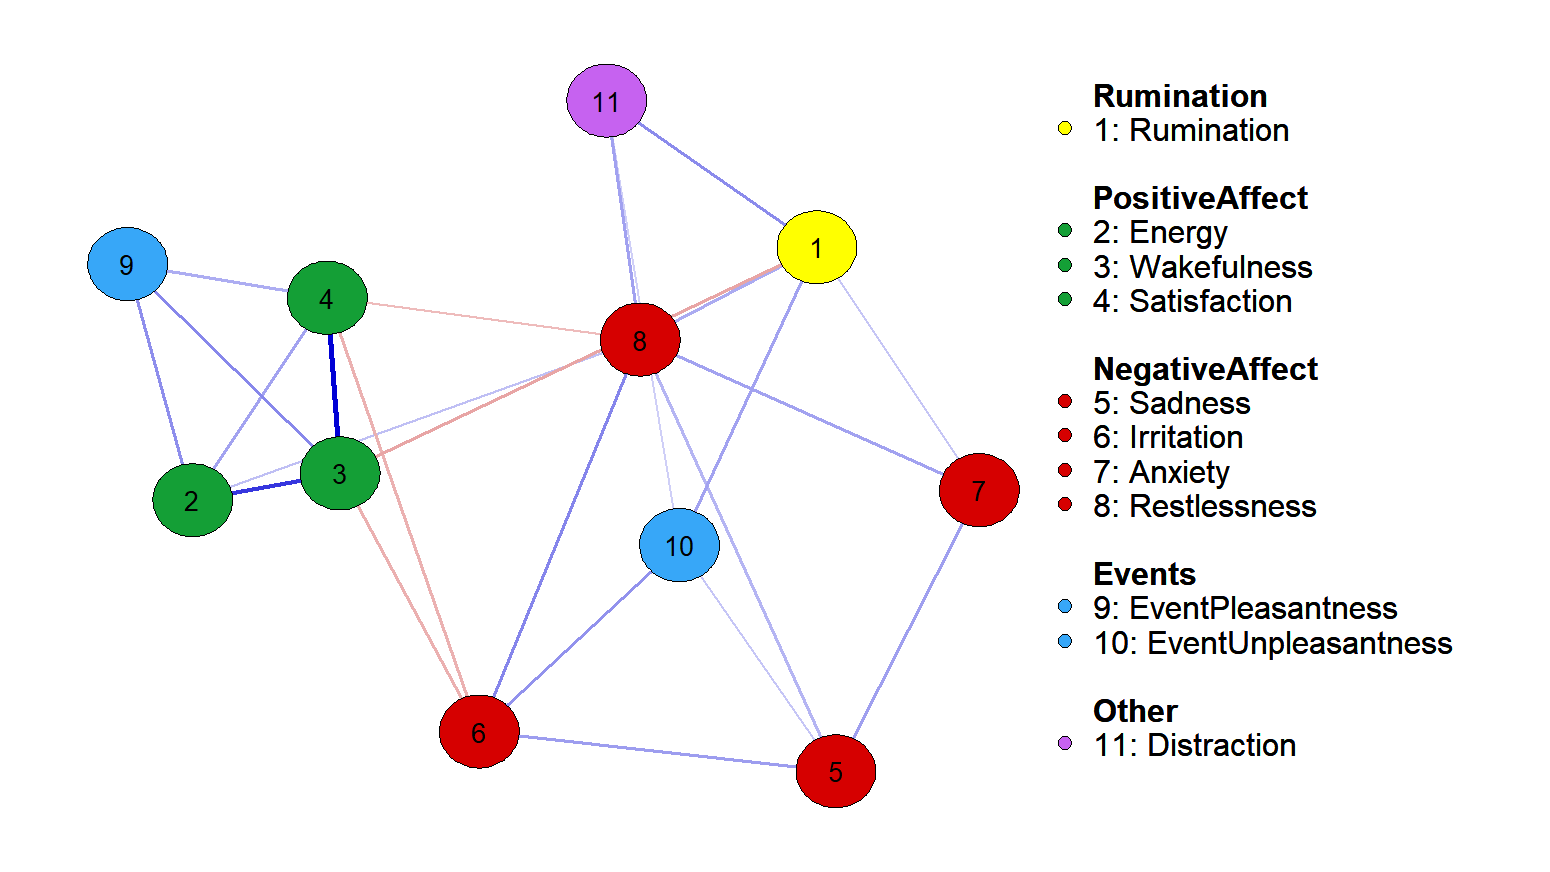 11
1
9
4
8
3
2
7
10
6
5
Rumination
1: Rumination
PositiveAffect
2: Energy
3: Wakefulness
4: Satisfaction
NegativeAffect
5: Sadness
6: Irritation
7: Anxiety
8: Restlessness
Events
9: EventPleasantness
10: EventUnpleasantness
Other
11: Distraction